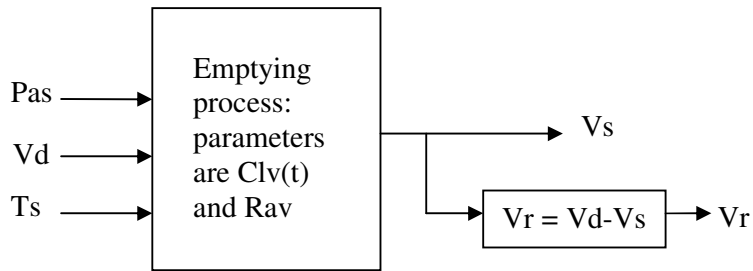 Pas
Vd
Ts
Emptying
process:
parameters
are Clv(t)
and Rav
Vs
Vr = Vd-Vs
Vr